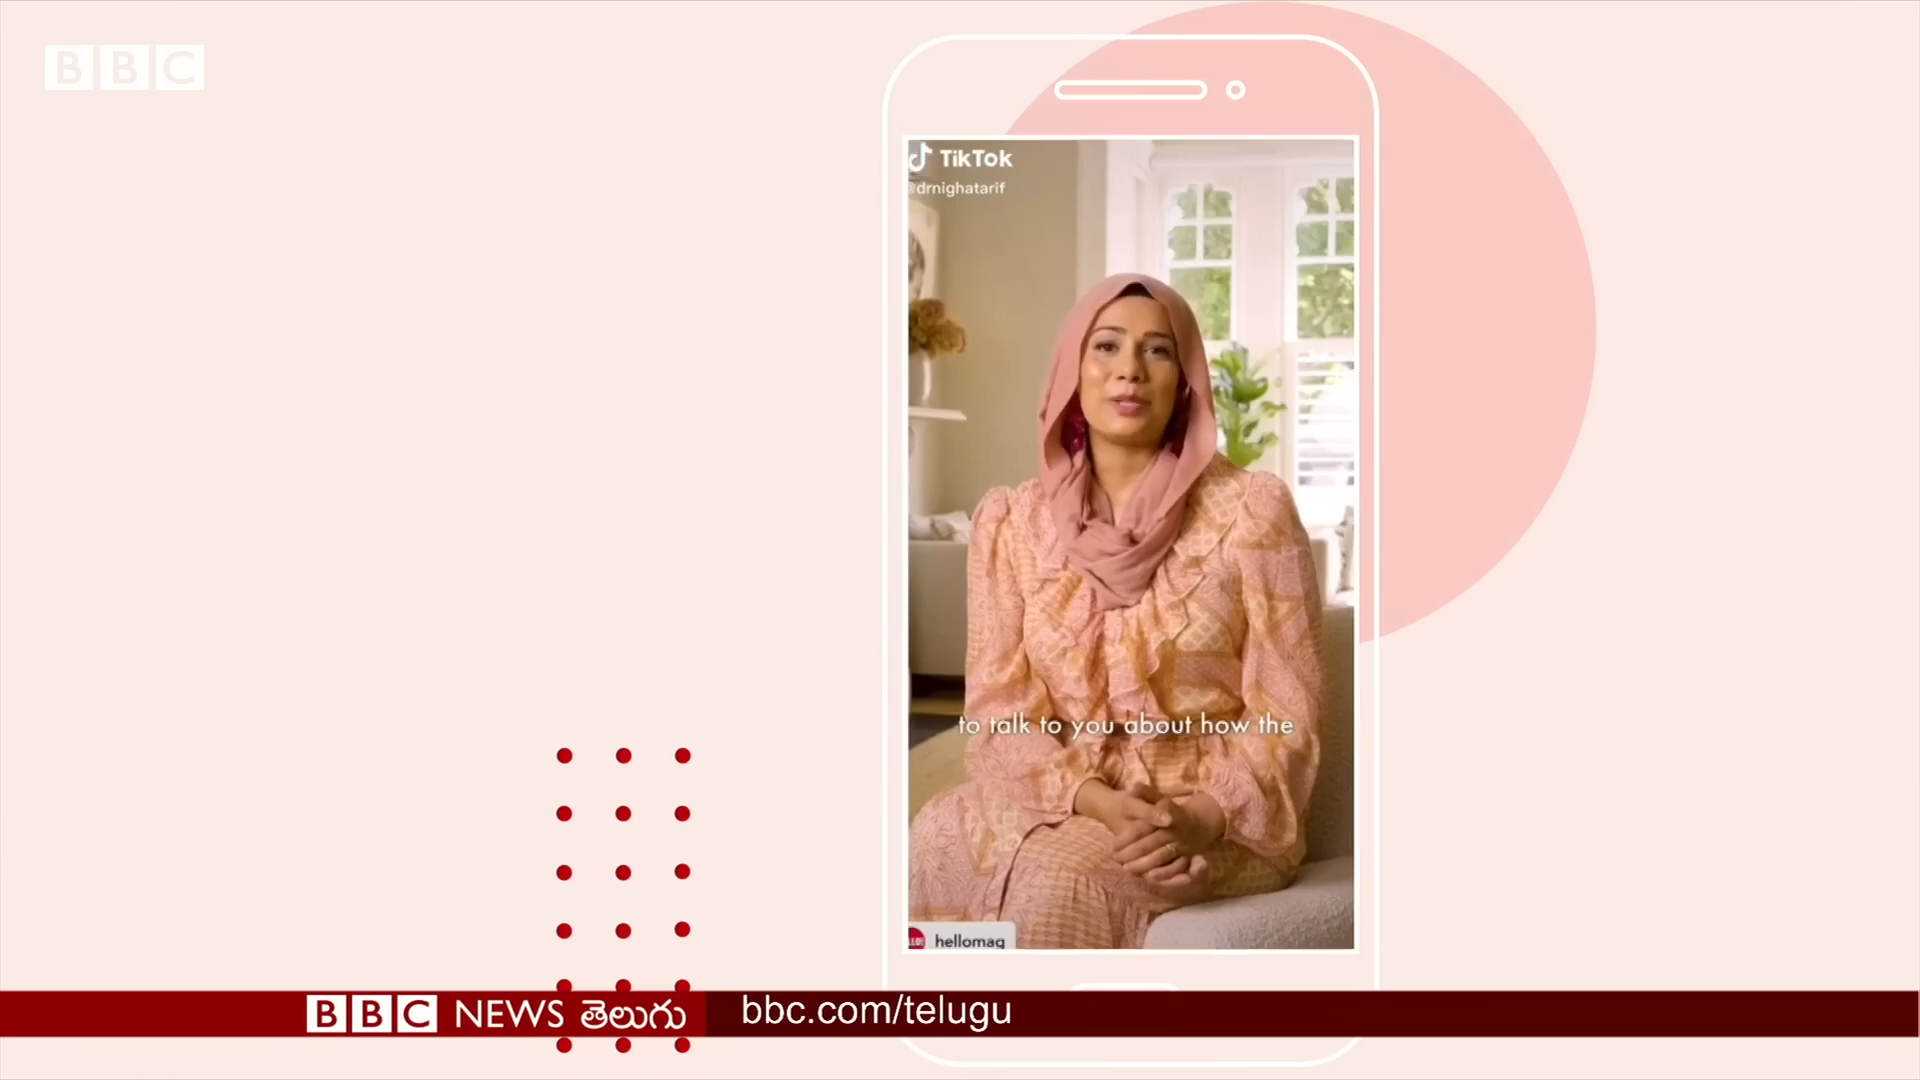 BBC
TikTok
@drnighatarif
to talk to you about how the
hellomag
BBC NEWS తెలుగు
bbc.com/telugu